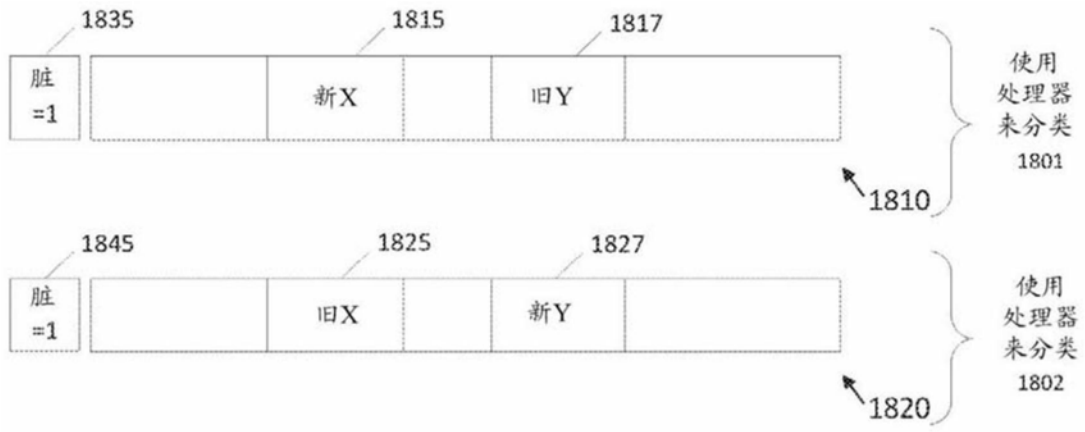 1835
1815
1817
脏
=1
新X
旧Y
使用
处理器
来分类
1801
1810
1845
1825
1827
脏
=1
旧X
新Y
使用
处理器
来分类
1802
1820